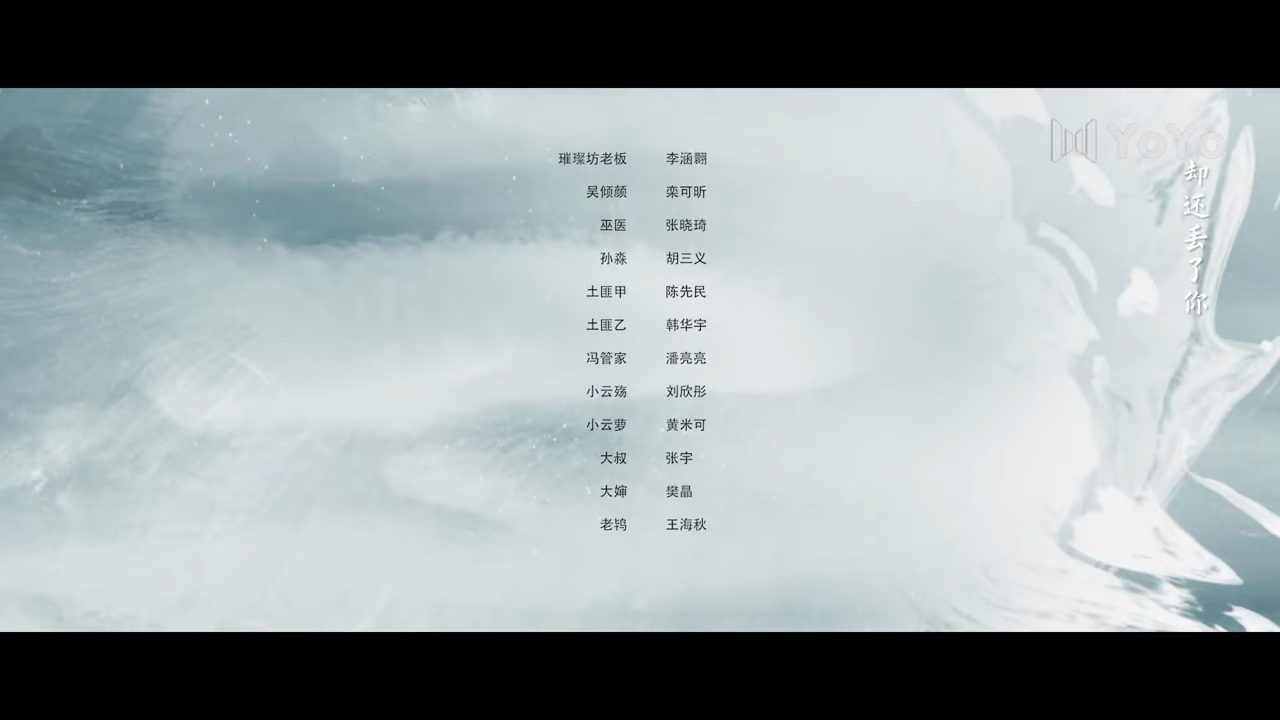 璀璨坊老板 李涵翾
吴倾颜 栾可昕
巫医 张晓琦
孙淼 胡三义
土匪甲 陈先民
土匪乙 韩华宇
冯管家 潘亮亮
小云殇 刘欣彤
小云萝 黄米可
大叔 张宇
大婶 樊晶
老鸨 王海秋
YoYo
却还丢了你